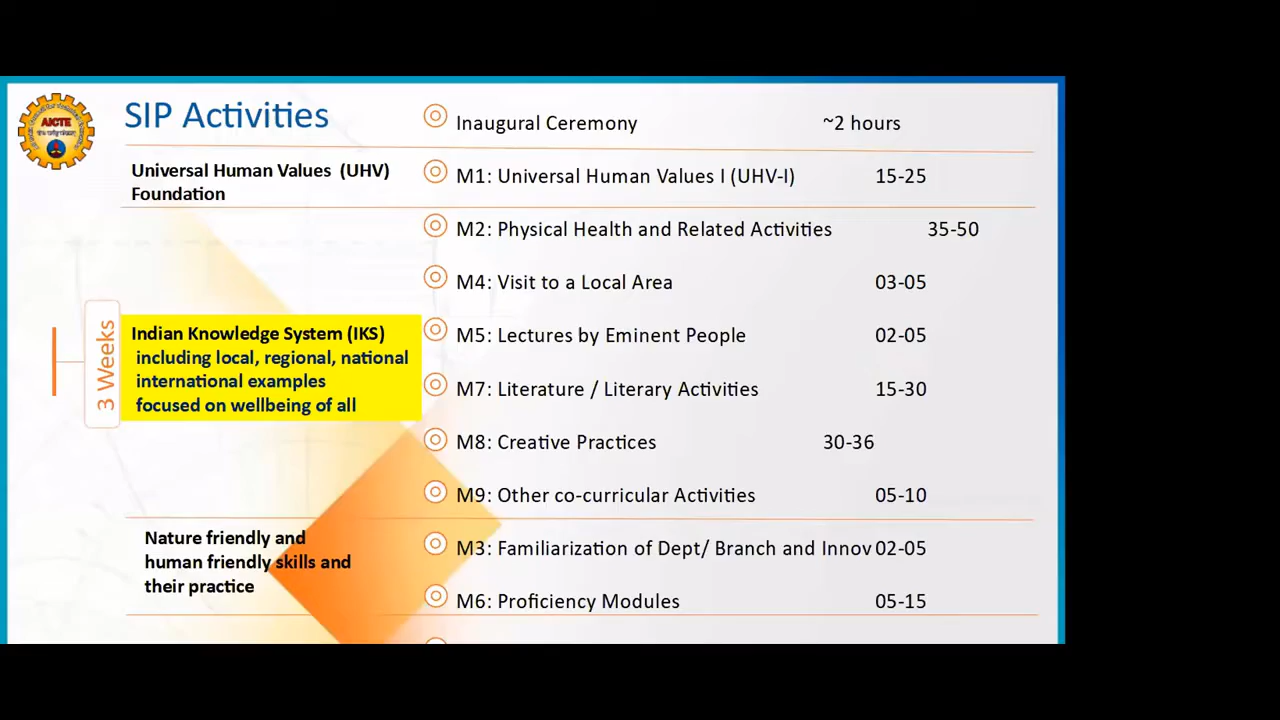 AICTE
SIP Activities
Inaugural Ceremony ~2 hours
Universal Human Values (UHV)
Foundation
M1: Universal Human Values I (UHV-I) 15-25
M2: Physical Health and Related Activities 35-50
M4: Visit to a Local Area 03-05
3 Weeks
Indian Knowledge System (IKS)
including local, regional, national
international examples
focused on wellbeing of all
M5: Lectures by Eminent People 02-05
M7: Literature / Literary Activities 15-30
M8: Creative Practices 30-36
M9: Other co-curricular Activities 05-10
Nature friendly and
human friendly skills and
their practice
M3: Familiarization of Dept/ Branch and Innov 02-05
M6: Proficiency Modules 05-15